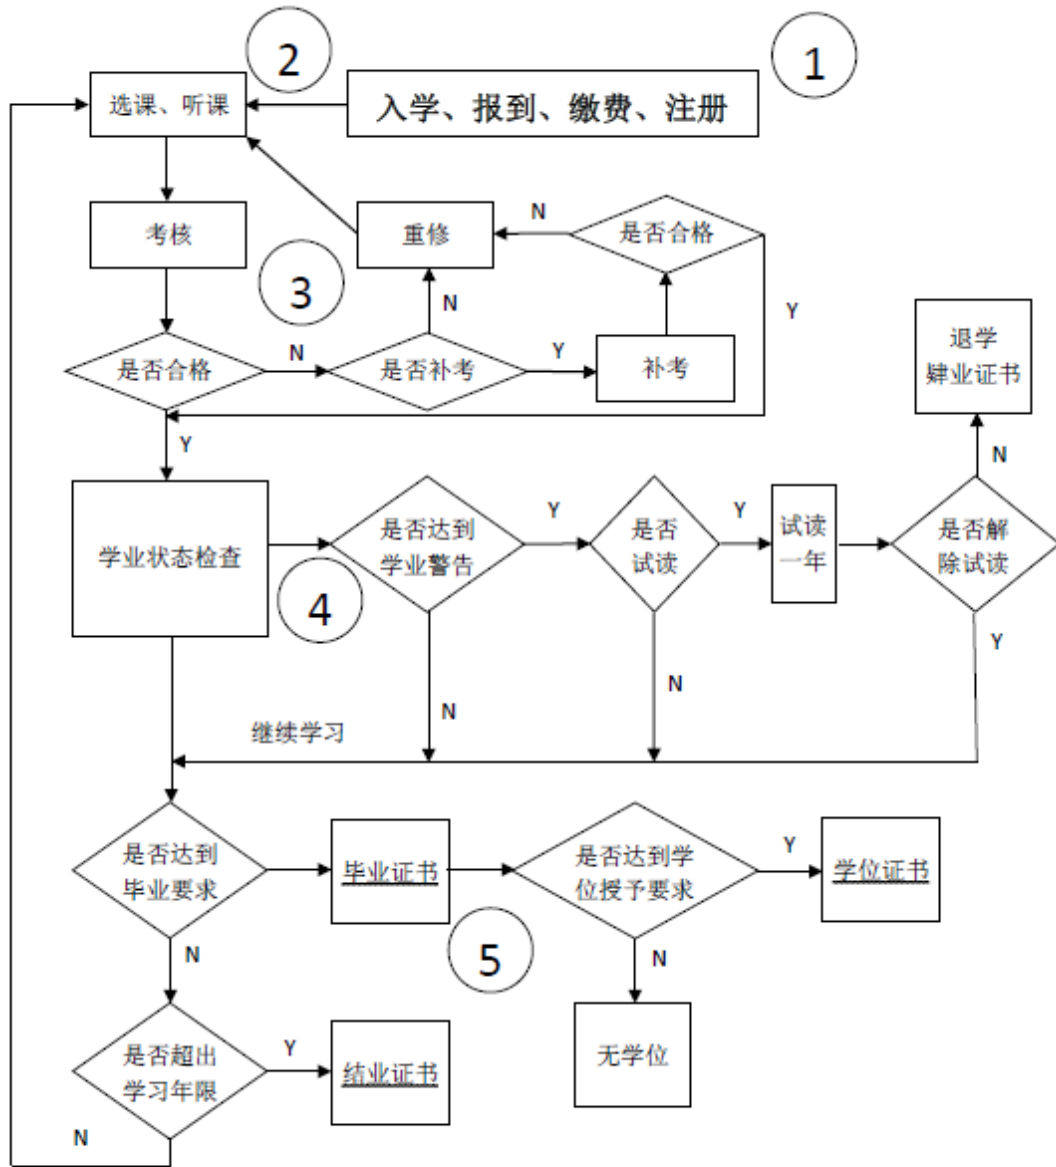 ①
②
入学、报到、缴费、注册
选课、听课
考核
重修
N
是否合格
③
N
Y
是否合格
N
是否补考
Y
补考
退学
肄业证书
Y
N
学业状态检查
是否达到
学业警告
Y
是否
试读
Y
试读
一年
是否解
除试读
④
N
N
Y
继续学习
是否达到
毕业要求
毕业证书
是否达到学
位授予要求
Y
学位证书
⑤
N
N
无学位
是否超出
学习年限
Y
结业证书
N